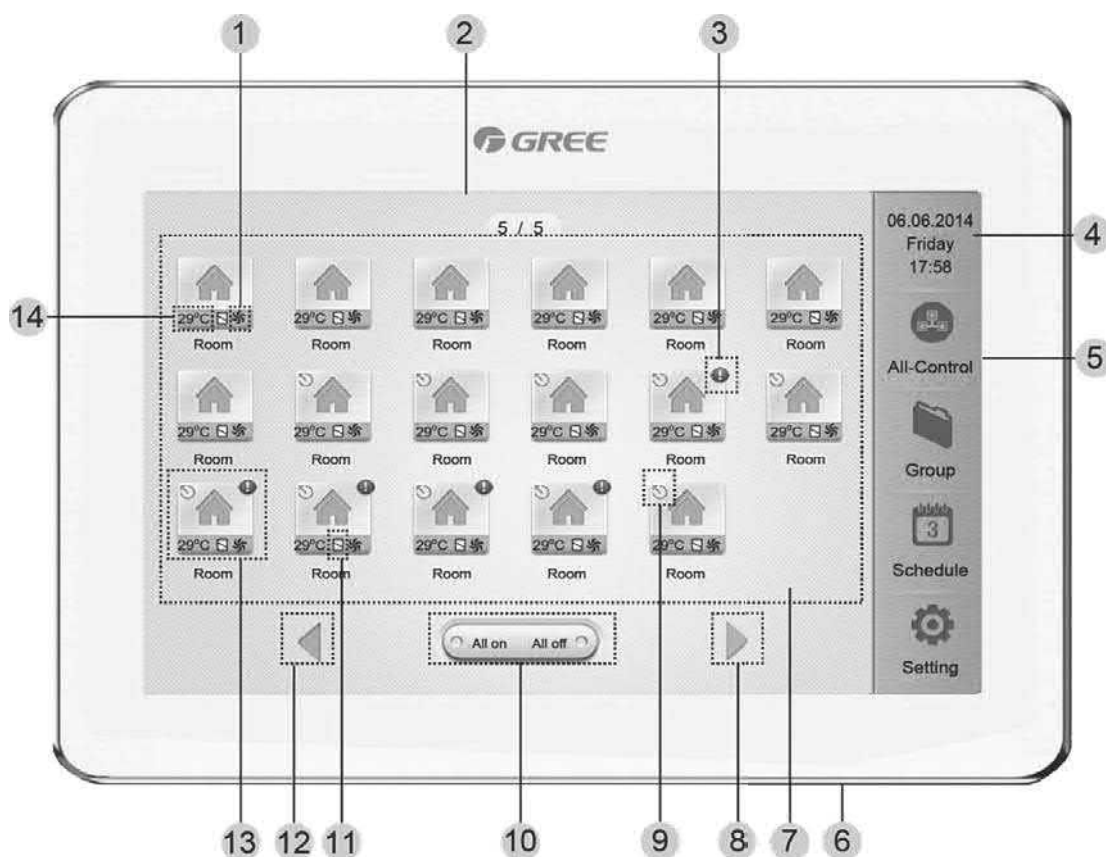 1
2
3
GREE
5 / 5
06.06.2014
Friday
17:58
4
29°C 29°C 29°C 29°C 29°C 29°C
14
Room Room Room Room Room Room
All-Control
5
29°C 29°C 29°C 29°C 29°C 29°C
Room Room Room Room Room Room
Group
29°C 29°C 29°C 29°C 29°C
3
Room Room Room Room Room
Schedule
All on All off
Setting
13 12 11 10 9 8 7 6